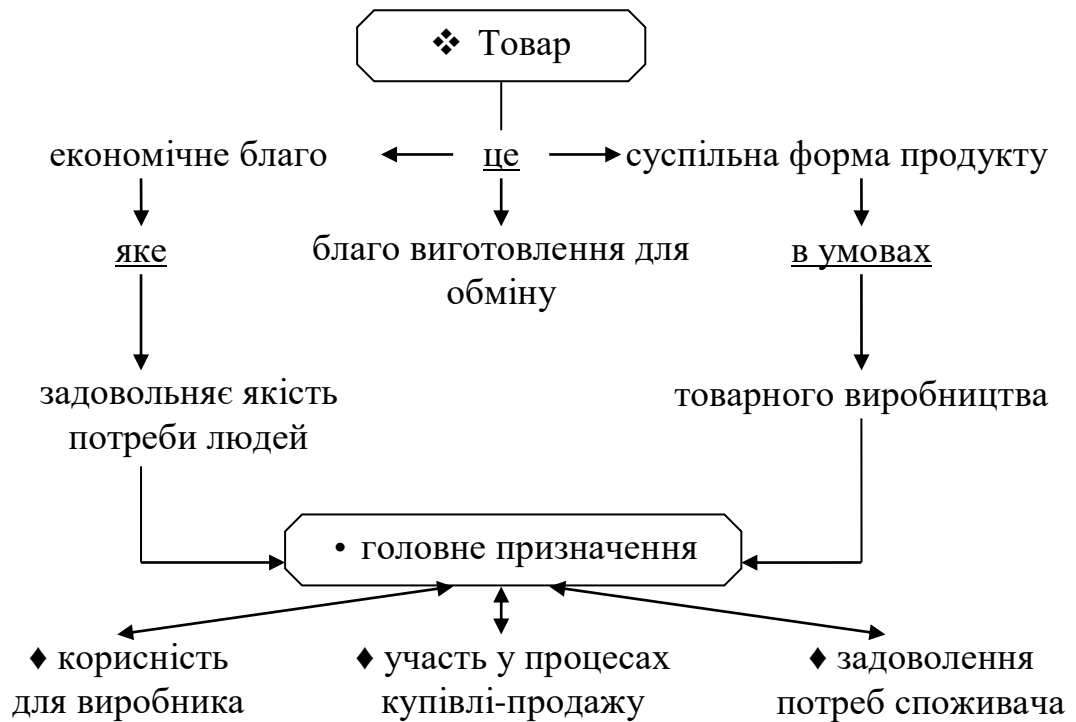 ❖ Товар
економічне благо
це
суспільна форма продукту
яке
благо виготовлення для
обміну
в умовах
задовольняє якість
потреби людей
товарного виробництва
• головне призначення
♦ корисність
для виробника
♦ участь у процесах
купівлі-продажу
♦ задоволення
потреб споживача